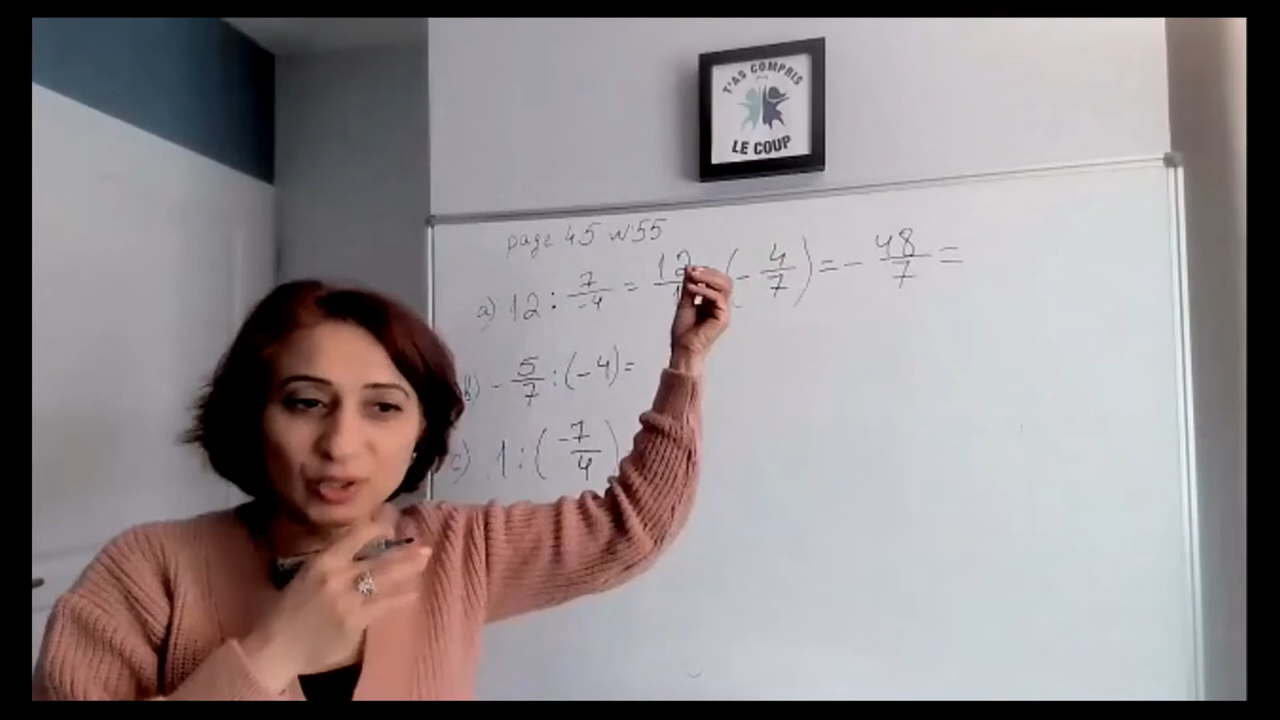 T'AS COMPRIS
LE COUP
page 45 N°55
a) 12 : 7/-4 = 12/1 (- 4/7) = - 48/7 =
b) - 5/7 : (-4) =
c) 1 : (-7/4)